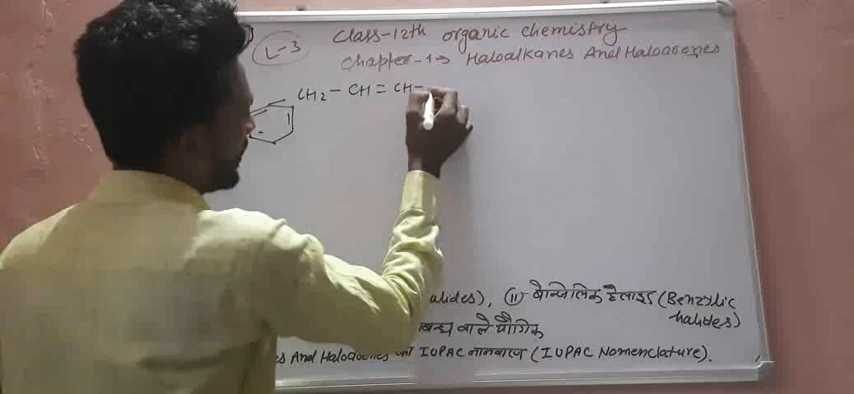 L-3 Class-12th organic chemistry
Chapter-1 → Haloalkanes And Haloarenes
CH2 - CH = CH -
alides), (ii) बेन्जिलिक हैलाइड (Benzylic
halides)
वाले यौगिक
And Haloarenes का IUPAC नामकरण (IUPAC Nomenclature).